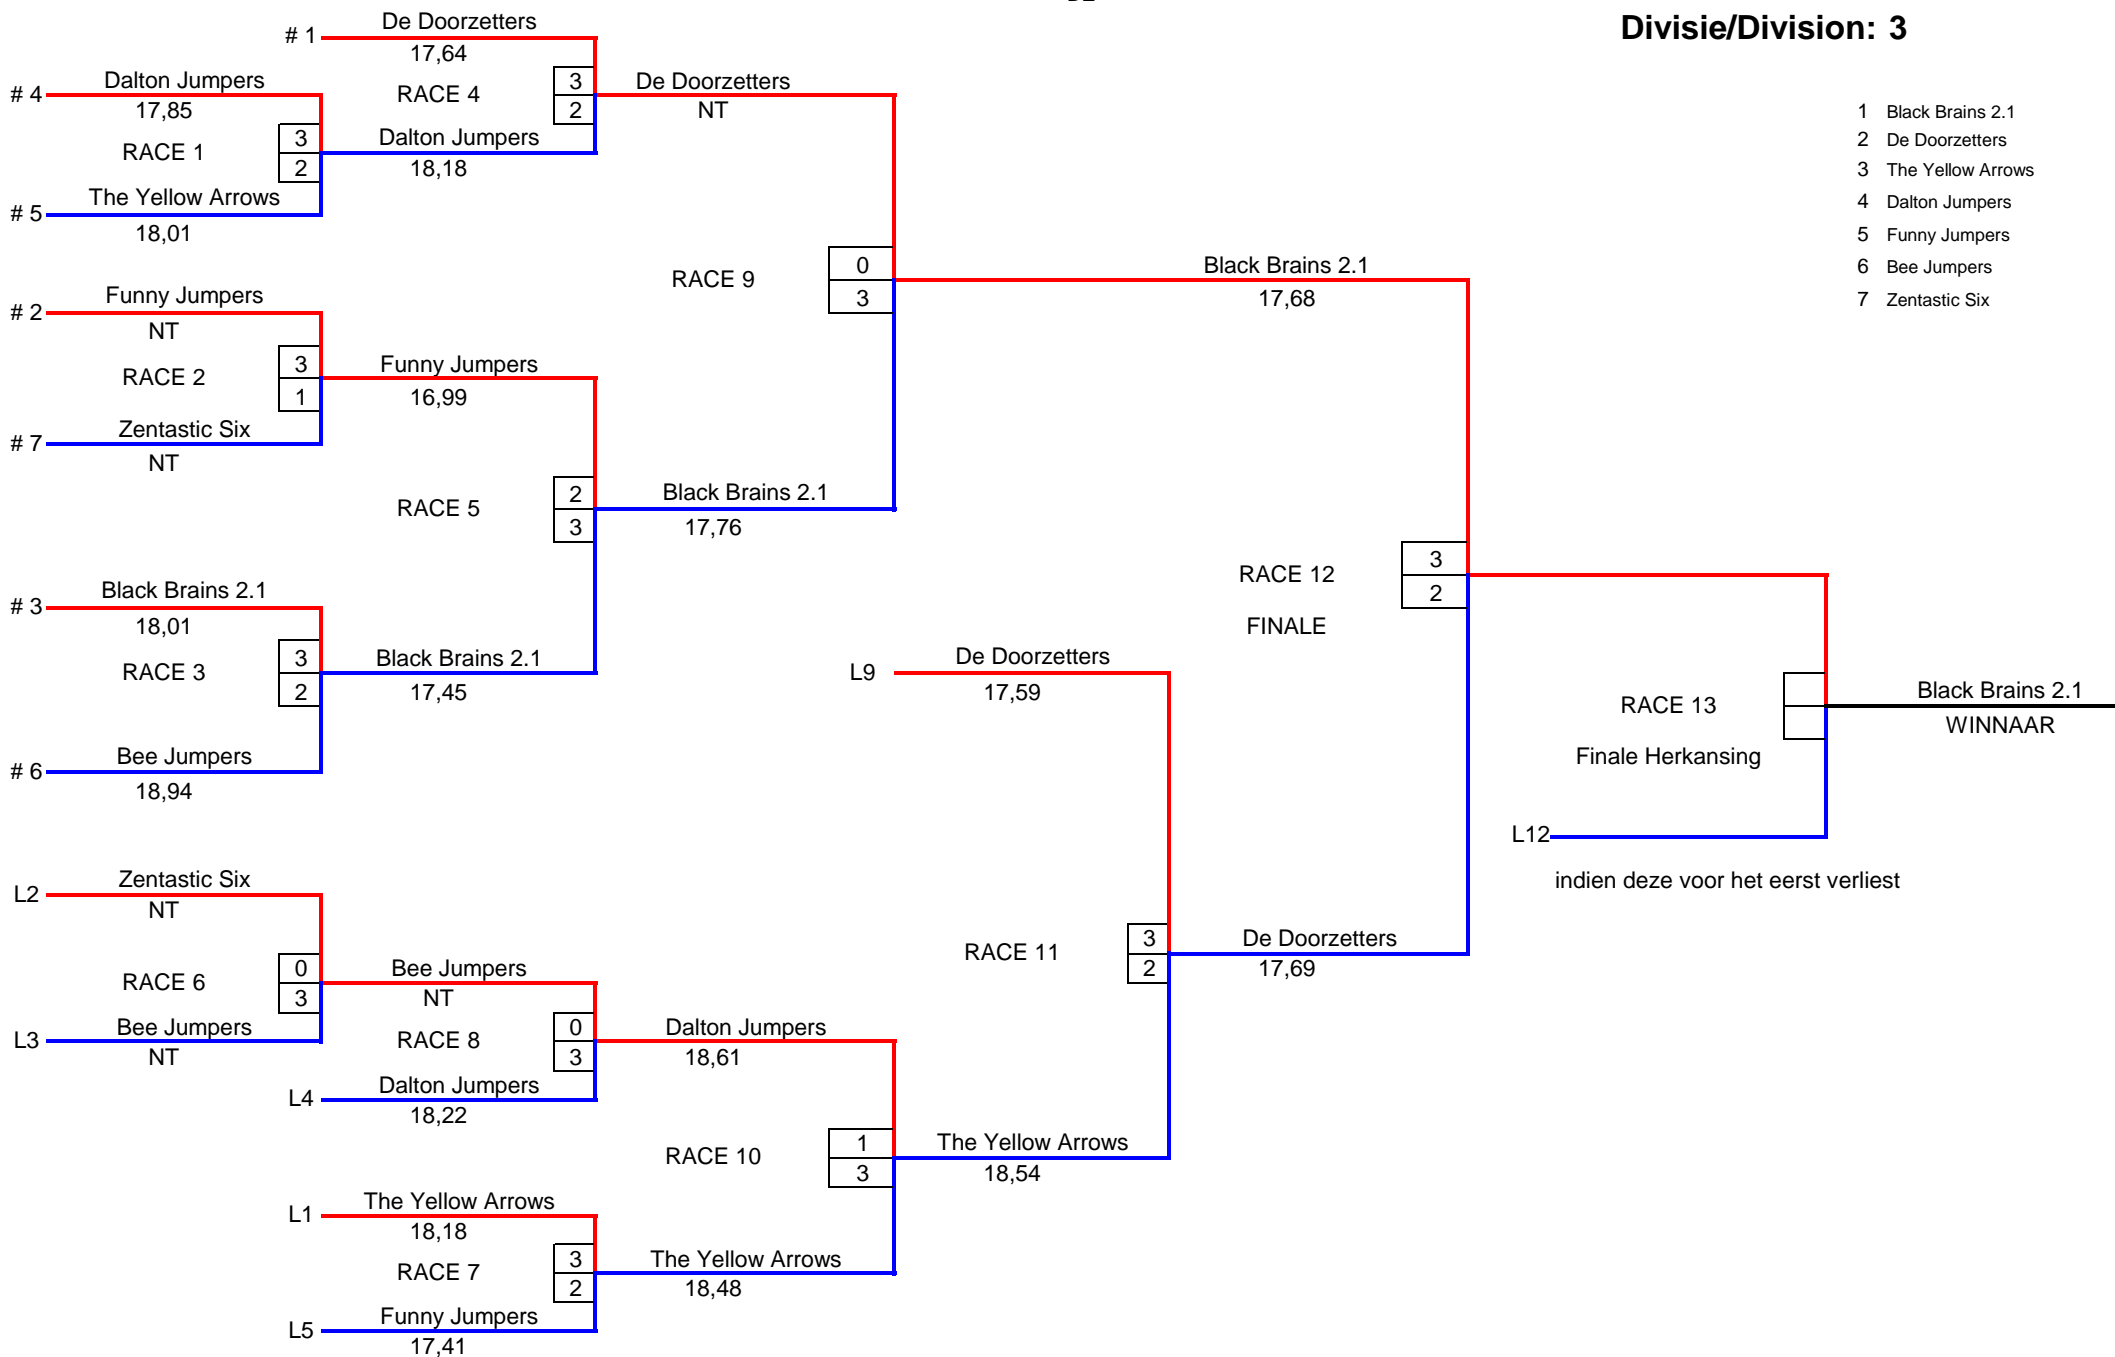 Divisie/Division: 3
# 1
De Doorzetters
17,64
# 4
Dalton Jumpers
17,85
RACE 4
3
2
De Doorzetters
NT
RACE 1
3
2
Dalton Jumpers
18,18
# 5
The Yellow Arrows
18,01
1 Black Brains 2.1
2 De Doorzetters
3 The Yellow Arrows
4 Dalton Jumpers
5 Funny Jumpers
6 Bee Jumpers
7 Zentastic Six
RACE 9
0
3
Black Brains 2.1
17,68
# 2
Funny Jumpers
NT
RACE 2
3
1
Funny Jumpers
16,99
# 7
Zentastic Six
NT
RACE 5
2
3
Black Brains 2.1
17,76
# 3
Black Brains 2.1
18,01
RACE 3
3
2
Black Brains 2.1
17,45
# 6
Bee Jumpers
18,94
RACE 12
3
2
FINALE
L9
De Doorzetters
17,59
RACE 13
Finale Herkansing
Black Brains 2.1
WINNAAR
L12
indien deze voor het eerst verliest
L2
Zentastic Six
NT
RACE 6
0
3
Bee Jumpers
NT
L3
Bee Jumpers
NT
RACE 8
0
3
Dalton Jumpers
18,61
L4
Dalton Jumpers
18,22
RACE 11
3
2
De Doorzetters
17,69
RACE 10
1
3
The Yellow Arrows
18,54
L1
The Yellow Arrows
18,18
RACE 7
3
2
The Yellow Arrows
18,48
L5
Funny Jumpers
17,41